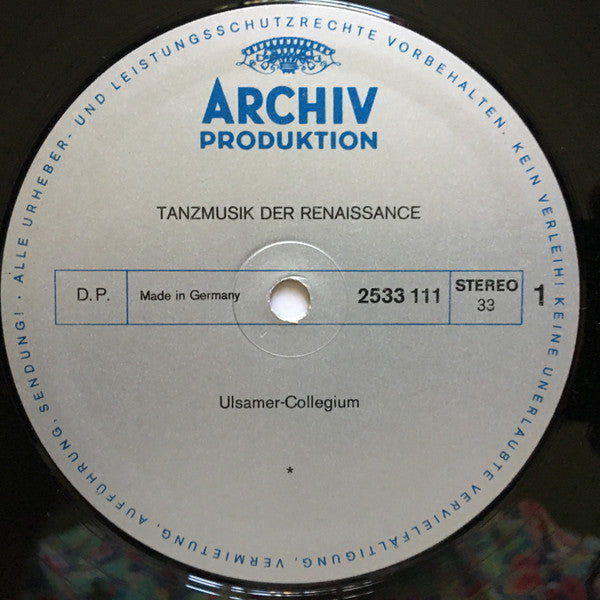 ALLE URHEBER- UND LEISTUNGSSCHUTZRECHTE VORBEHALTEN. KEIN VERLEIH! KEINE UNERLAUBTE VERVIELFÄLTIGUNG, VERMIETUNG, AUFFÜHRUNG, SENDUNG! ·
ARCHIV
PRODUKTION
TANZMUSIK DER RENAISSANCE
D.P.
Made in Germany
2533 111
STEREO
33
1
Ulsamer-Collegium
*